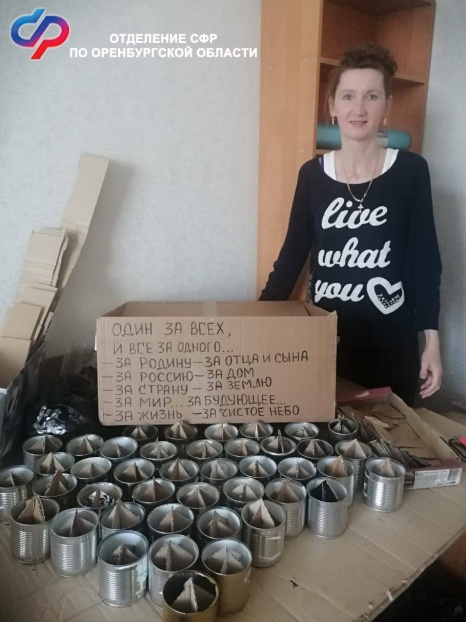 ОТДЕЛЕНИЕ СФР
ПО ОРЕНБУРГСКОЙ ОБЛАСТИ
live
what
you
ОДИН ЗА ВСЕХ,
И ВСЕ ЗА ОДНОГО...
–ЗА РОДИНУ–ЗА ОТЦА И СЫНА
–ЗА РОССИЮ–ЗА ДОМ
–ЗА СТРАНУ–ЗА ЗЕМЛЮ
–ЗА МИР...ЗА БУДУЮЩЕЕ...
–ЗА ЖИЗНЬ –ЗА ЧИСТОЕ НЕБО